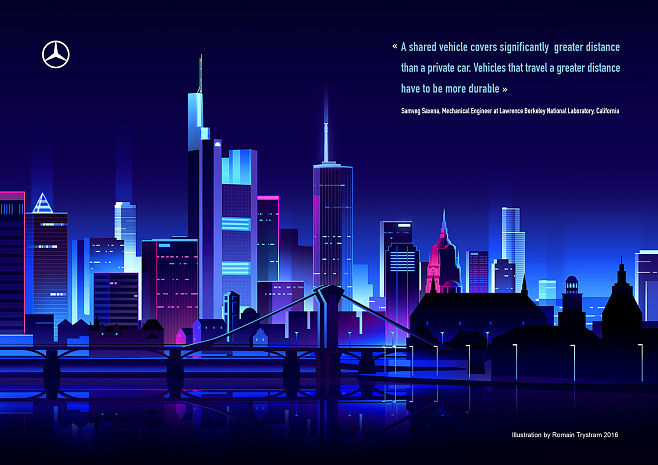 « A shared vehicle covers significantly greater distance
than a private car. Vehicles that travel a greater distance
have to be more durable »
Samveg Saxena, Mechanical Engineer at Lawrence Berkeley National Laboratory, California
Illustration by Romain Trystram 2016